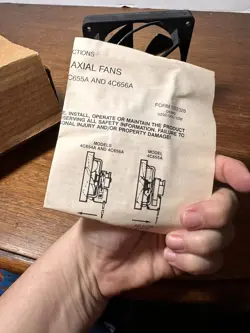 CTIONS
AXIAL FANS
C655A AND 4C656A
FORM
E, INSTALL, OPERATE OR MAINTAIN THE PRODUCT
SERVING ALL SAFETY INFORMATION. FAILURE TO
ONAL INJURY AND/OR PROPERTY DAMAGE!
MODELS
4C655A AND 4C656A
MODEL
4C655A